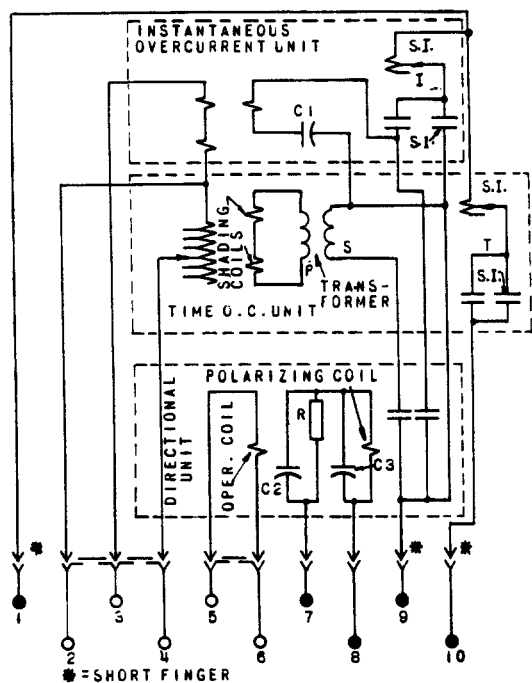 INSTANTANEOUS
OVERCURRENT UNIT
S.I.
I
C1
S.I.
S.I.
SHADING
COILS
P
S
TRANS-
FORMER
T
S.I.
TIME O.C. UNIT
POLARIZING COIL
DIRECTIONAL
UNIT
OPER. COIL
R
C2
C3
* * *
1 3 5 7 9
2 4 6 8 10
*=SHORT FINGER